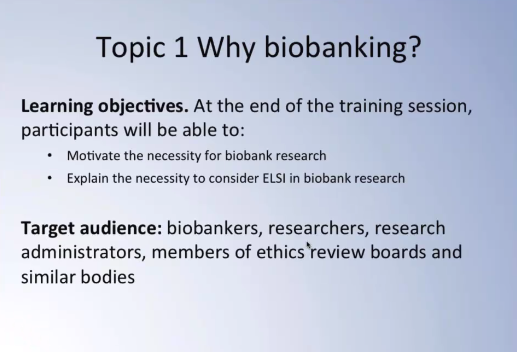 Topic 1 Why biobanking?
Learning objectives. At the end of the training session,
participants will be able to:
• Motivate the necessity for biobank research
• Explain the necessity to consider ELSI in biobank research
Target audience: biobankers, researchers, research
administrators, members of ethics review boards and
similar bodies